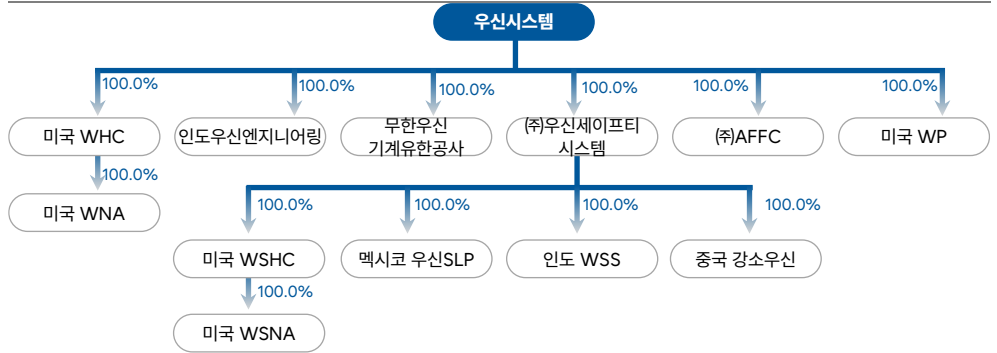 우신시스템
100.0%
100.0%
100.0%
100.0%
100.0%
100.0%
미국 WHC
인도우신엔지니어링
무한우신
기계유한공사
㈜우신세이프티
시스템
㈜AFFC
미국 WP
100.0%
미국 WNA
100.0%
100.0%
100.0%
100.0%
미국 WSHC
멕시코 우신SLP
인도 WSS
중국 강소우신
100.0%
미국 WSNA